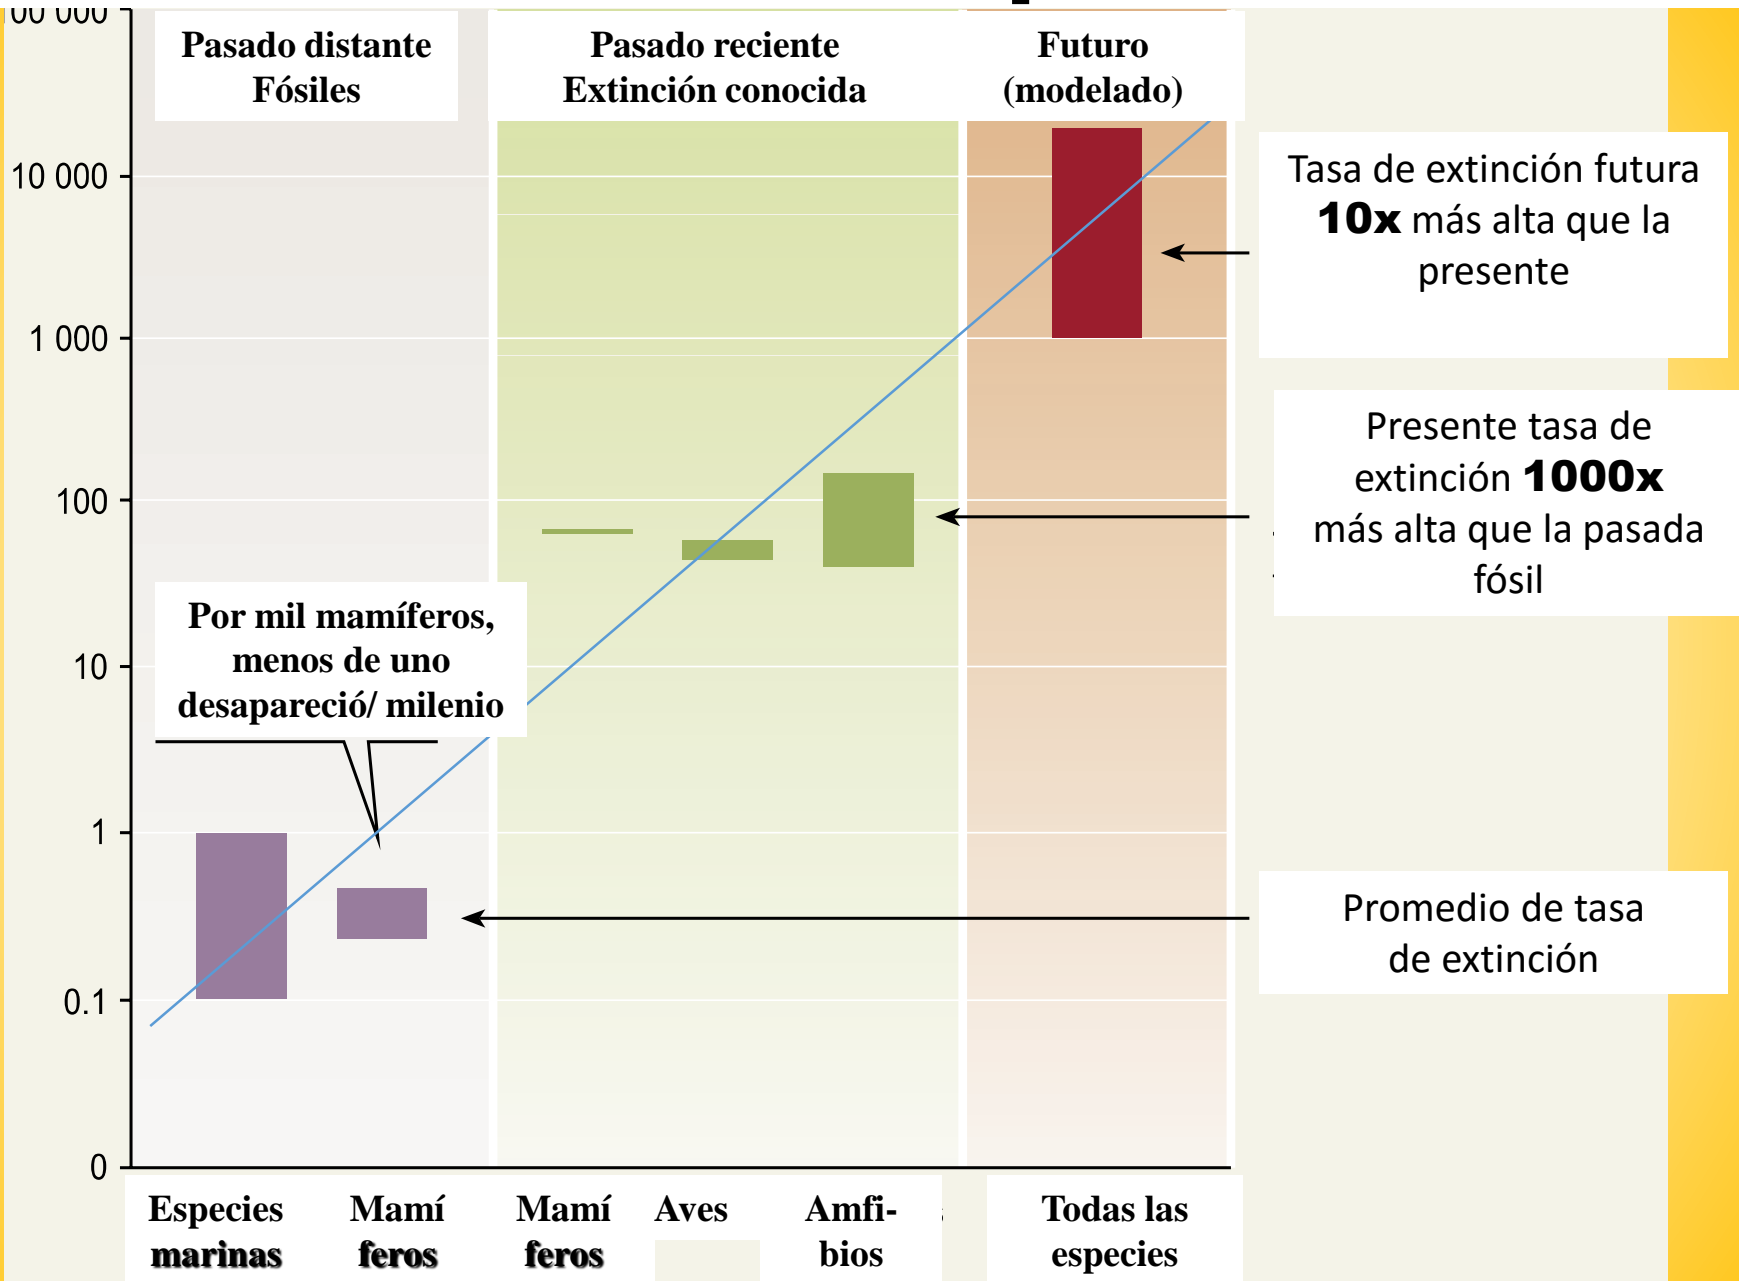 100 000
Pasado distante
Fósiles
Pasado reciente
Extinción conocida
Futuro
(modelado)
10 000
1 000
100
10
1
0.1
0
Tasa de extinción futura
10x más alta que la
presente
Presente tasa de
extinción 1000x
más alta que la pasada
fósil
Por mil mamíferos,
menos de uno
desapareció/ milenio
Promedio de tasa
de extinción
Especies
marinas
Mamí
feros
Mamí
feros
Aves
Amfi-
bios
Todas las
especies